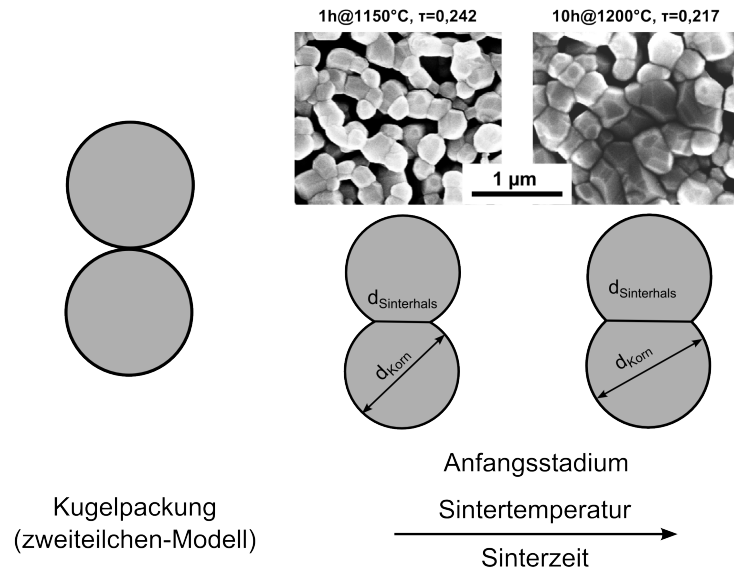 1h@1150°C, τ=0,242
10h@1200°C, τ=0,217
1 µm
dSinterhals
dKorn
dSinterhals
dKorn
Kugelpackung
(zweiteilchen-Modell)
Anfangsstadium
Sintertemperatur
Sinterzeit